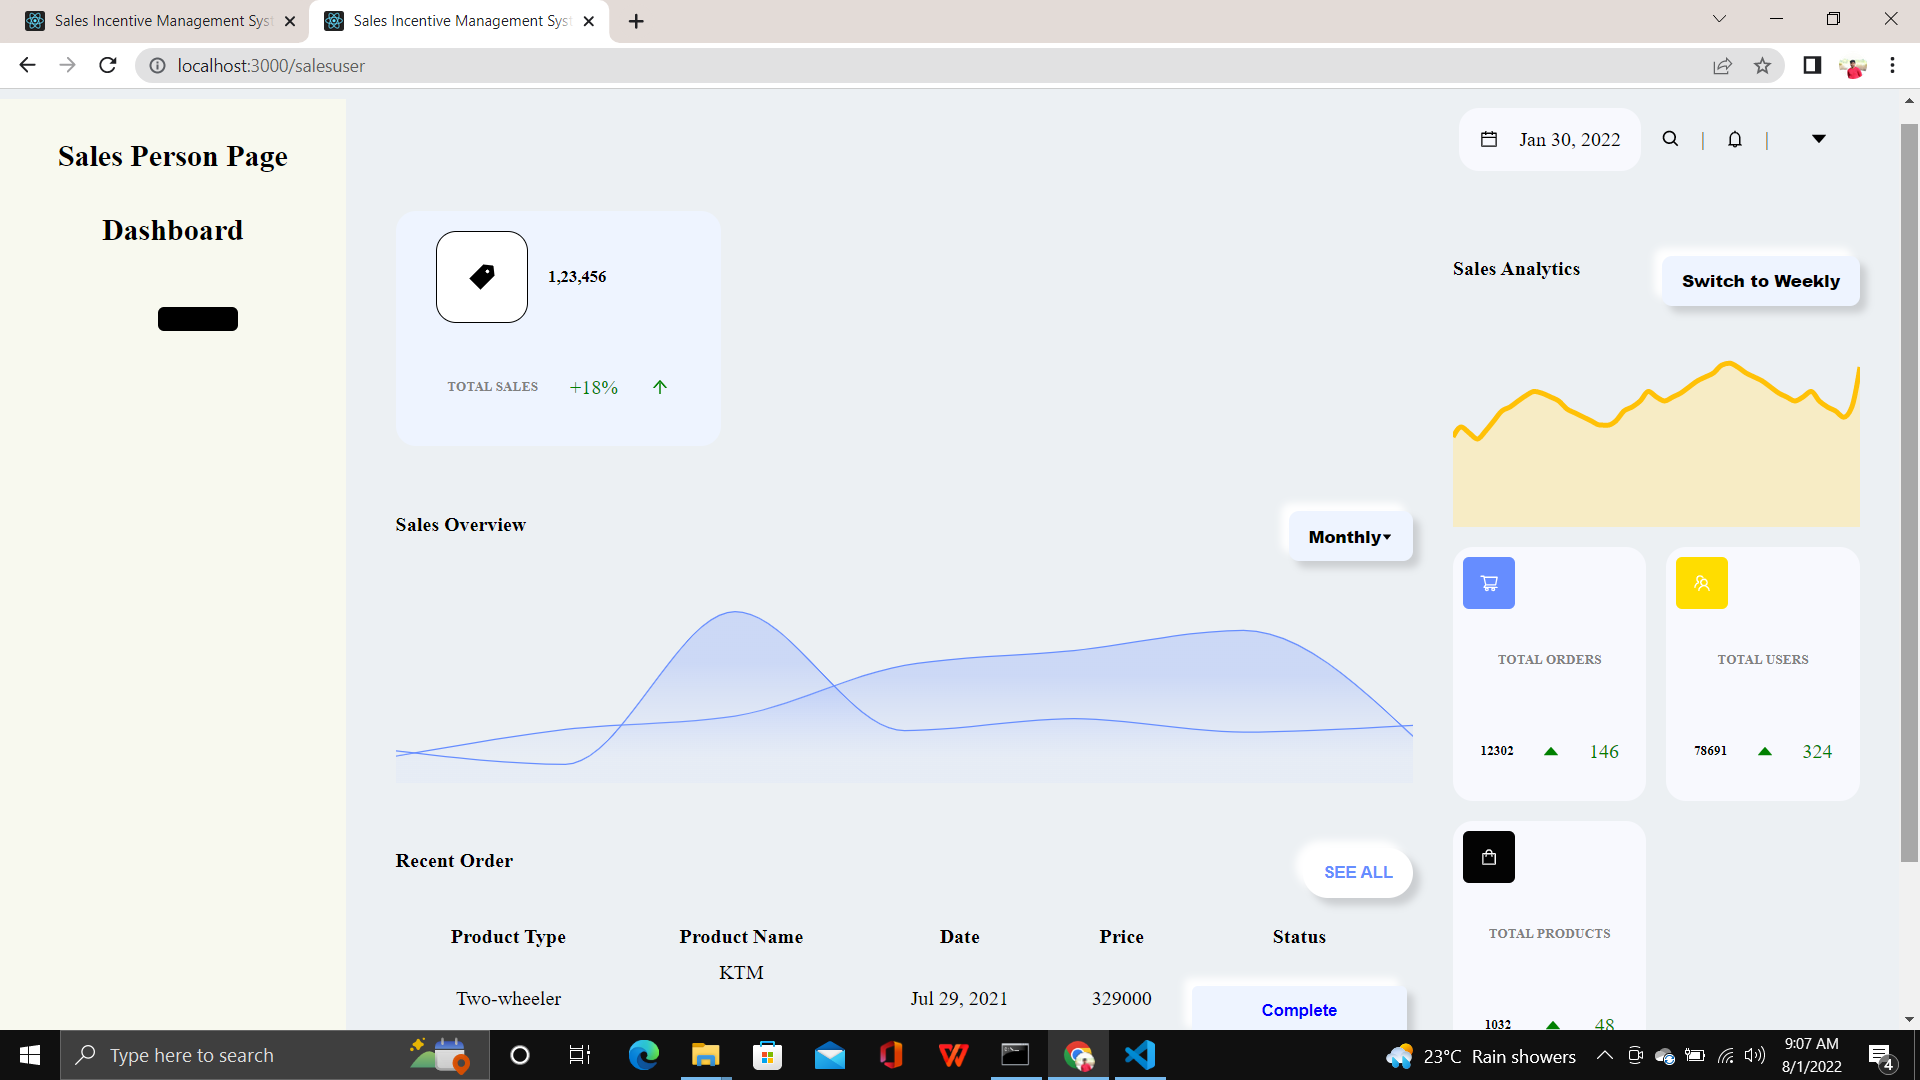 Sales Incentive Management Syst
Sales Incentive Management Syst
localhost:3000/salesuser
Sales Person Page
Dashboard
Jan 30, 2022
1,23,456
TOTAL SALES +18%
Sales Analytics
Switch to Weekly
Sales Overview
Monthly
TOTAL ORDERS
12302 146
TOTAL USERS
78691 324
Recent Order
SEE ALL
Product Type Product Name Date Price Status
KTM
Two-wheeler Jul 29, 2021 329000 Complete
TOTAL PRODUCTS
1032 48
Type here to search
23°C Rain showers
9:07 AM
8/1/2022
4